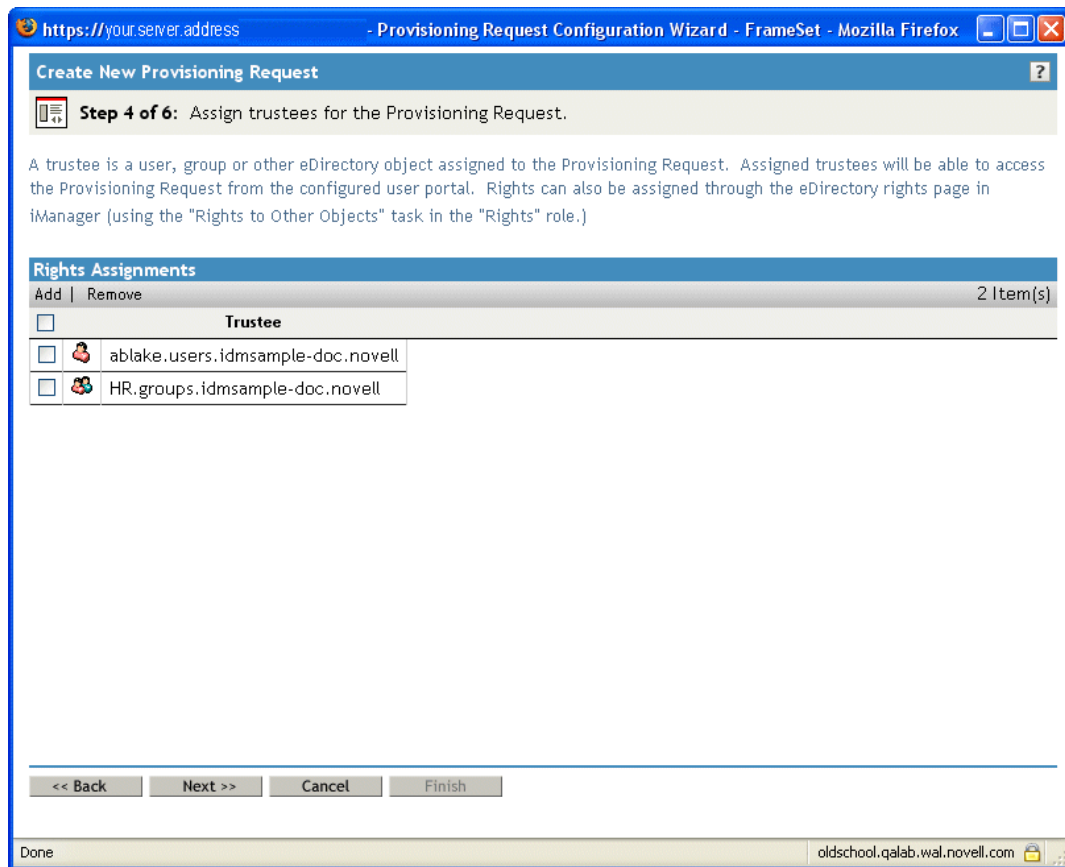 https://your.server.address - Provisioning Request Configuration Wizard - FrameSet - Mozilla Firefox
Create New Provisioning Request ?
Step 4 of 6: Assign trustees for the Provisioning Request.
A trustee is a user, group or other eDirectory object assigned to the Provisioning Request. Assigned trustees will be able to access
the Provisioning Request from the configured user portal. Rights can also be assigned through the eDirectory rights page in
iManager (using the "Rights to Other Objects" task in the "Rights" role.)
Rights Assignments
Add | Remove 2 Item(s)
Trustee
ablake.users.idmsample-doc.novell
HR.groups.idmsample-doc.novell
<< Back Next >> Cancel Finish
Done oldschool.qalab.wal.novell.com